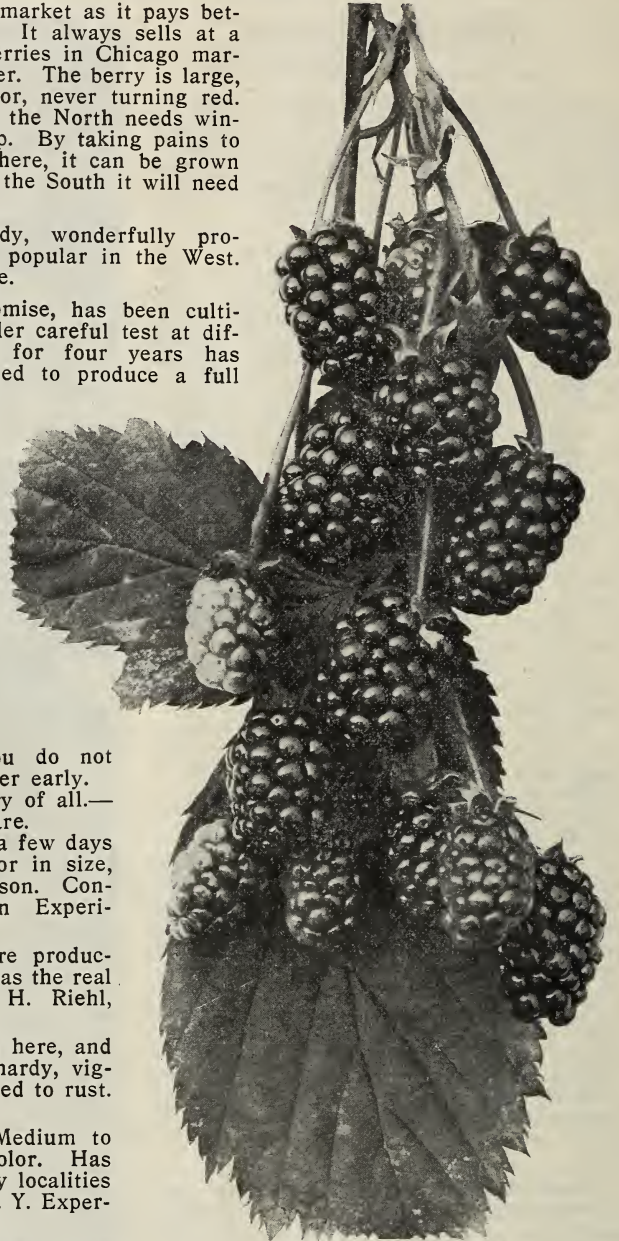 market as it pays bet-
It always sells at a
erries in Chicago mar-
er. The berry is large,
or, never turning red.
the North needs win-
p. By taking pains to
here, it can be grown
the South it will need
dy, wonderfully pro-
popular in the West.
e.
mise, has been culti-
ler careful test at dif-
for four years has
ed to produce a full
ou do not
er early.
ry of all.—
re.
a few days
or in size,
son. Con-
n Experi-
re produc-
as the real
H. Riehl,
here, and
hardy, vig-
ed to rust.
Medium to
olor. Has
y localities
. Y. Exper-